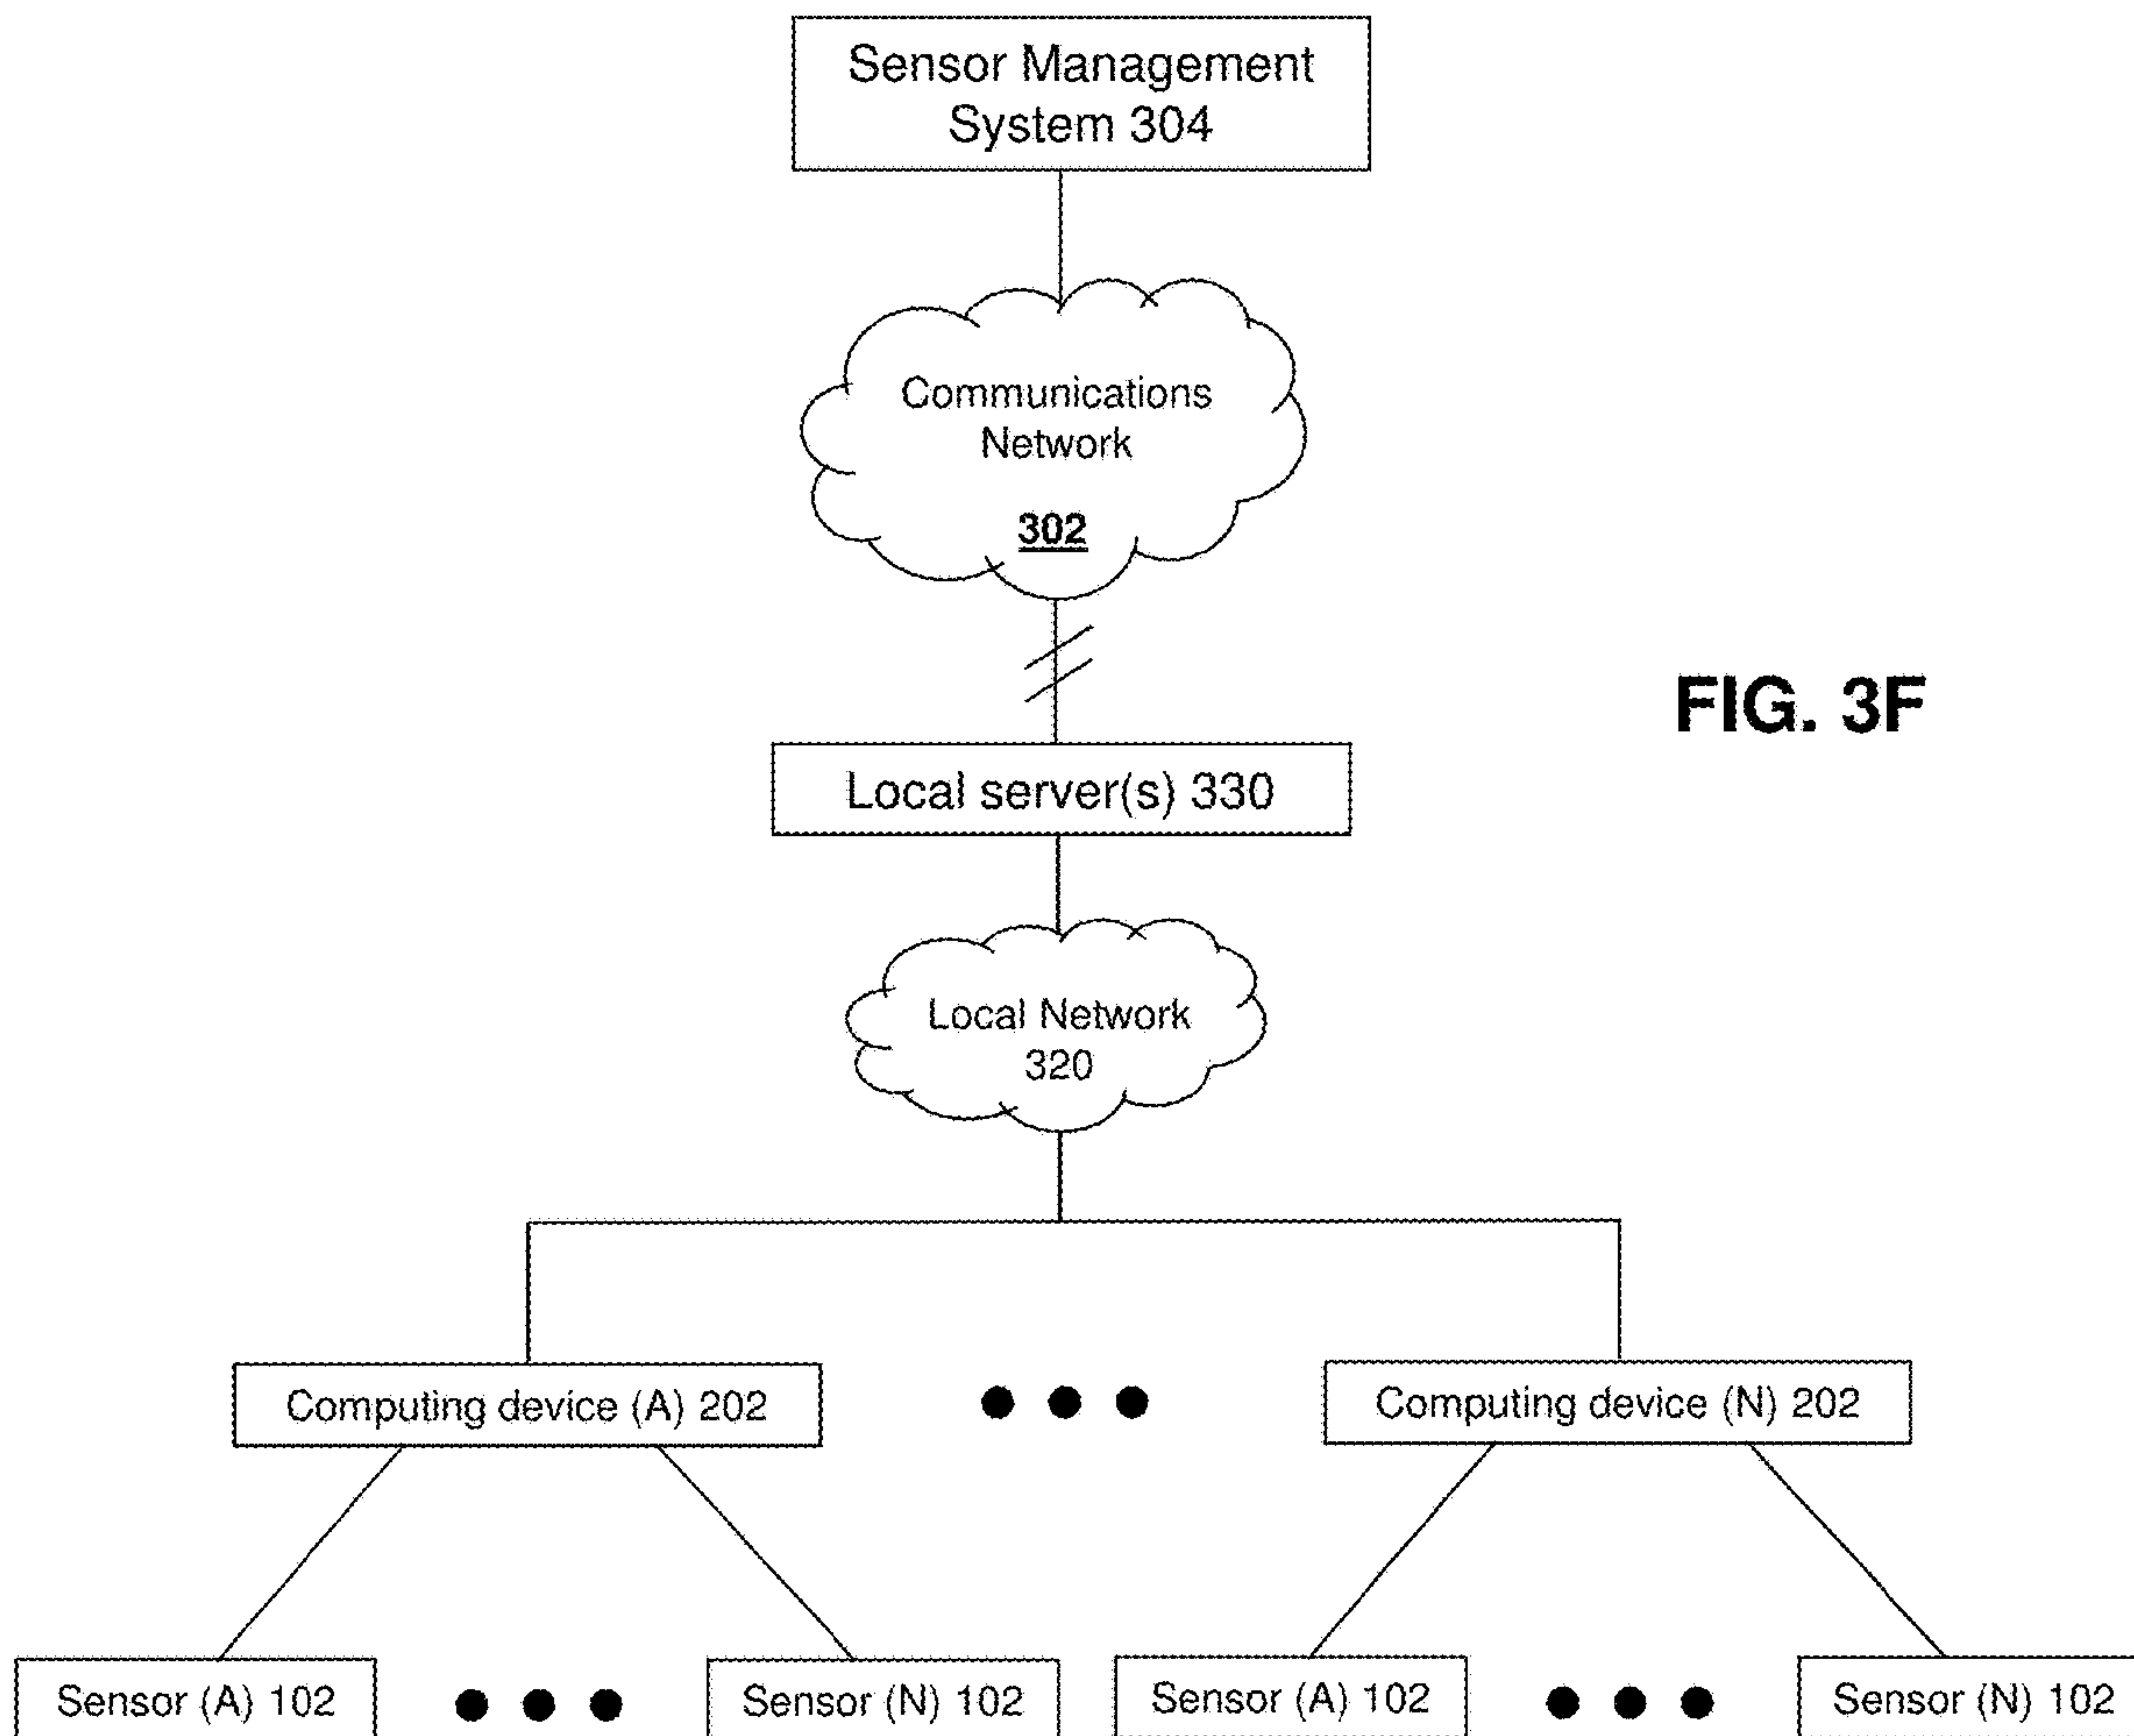 Sensor Management
System 304
Communications
Network
302
FIG. 3F
Local server(s) 330
Local Network
320
Computing device (A) 202
Computing device (N) 202
Sensor (A) 102
Sensor (N) 102
Sensor (A) 102
Sensor (N) 102